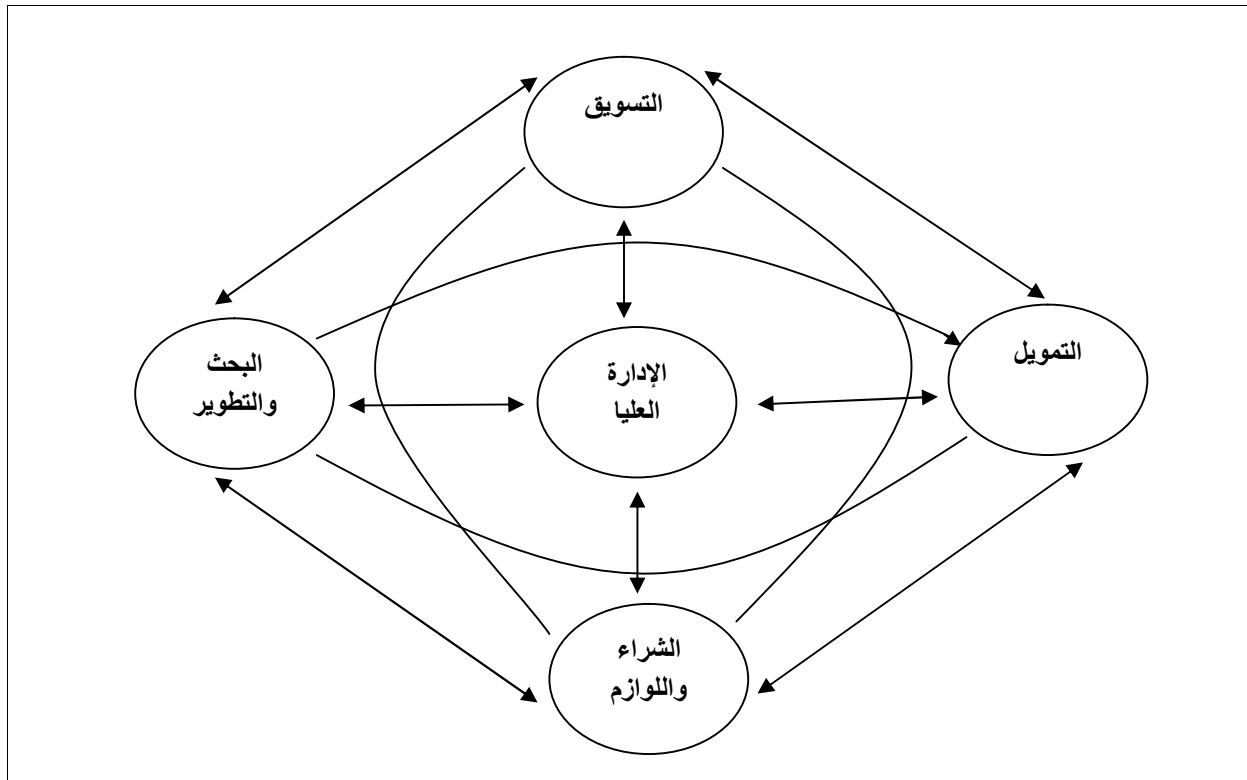 التسويق
التمويل
البحث
والتطوير
الإدارة
العليا
الشراء
واللوازم